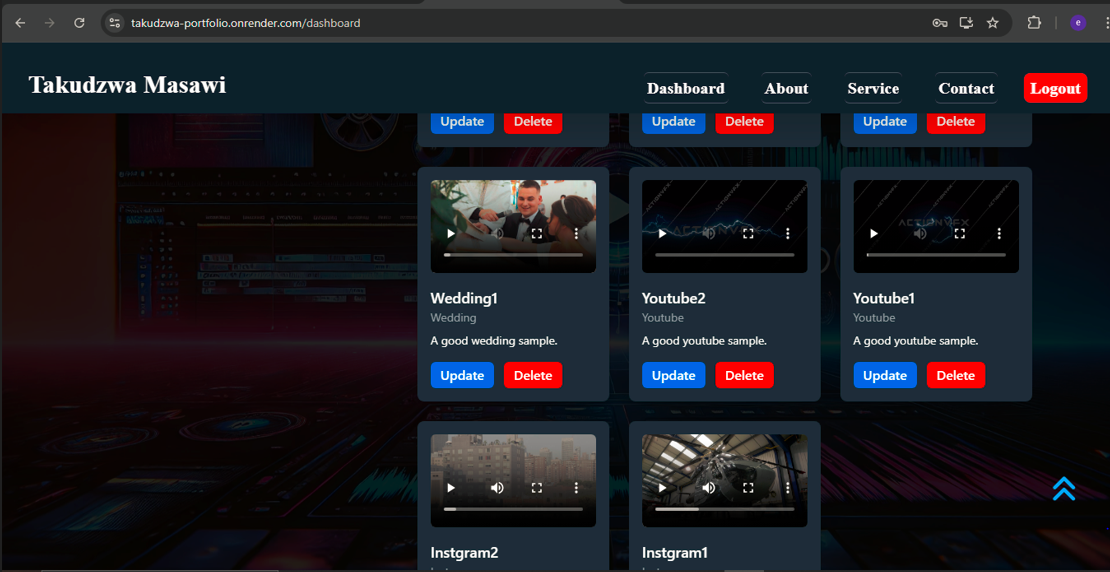 takudzwa-portfolio.onrender.com/dashboard
e
Takudzwa Masawi
Dashboard
About
Service
Contact
Logout
Update Delete
Update Delete
Update Delete
ACTIONVFX
ACTIONVFX
Wedding1
Wedding
A good wedding sample.
Update Delete
Youtube2
Youtube
A good youtube sample.
Update Delete
Youtube1
Youtube
A good youtube sample.
Update Delete
Instgram2
Instgram1